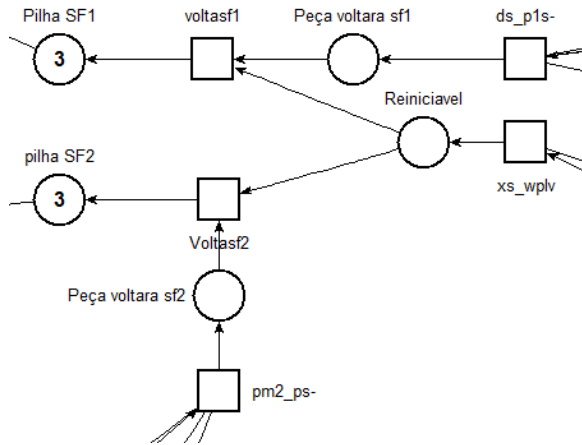 Pilha SF1
voltasf1
Peça voltara sf1
ds_p1s-
3
Reiniciavel
pilha SF2
xs_wplv
3
Voltasf2
Peça voltara sf2
pm2_ps-